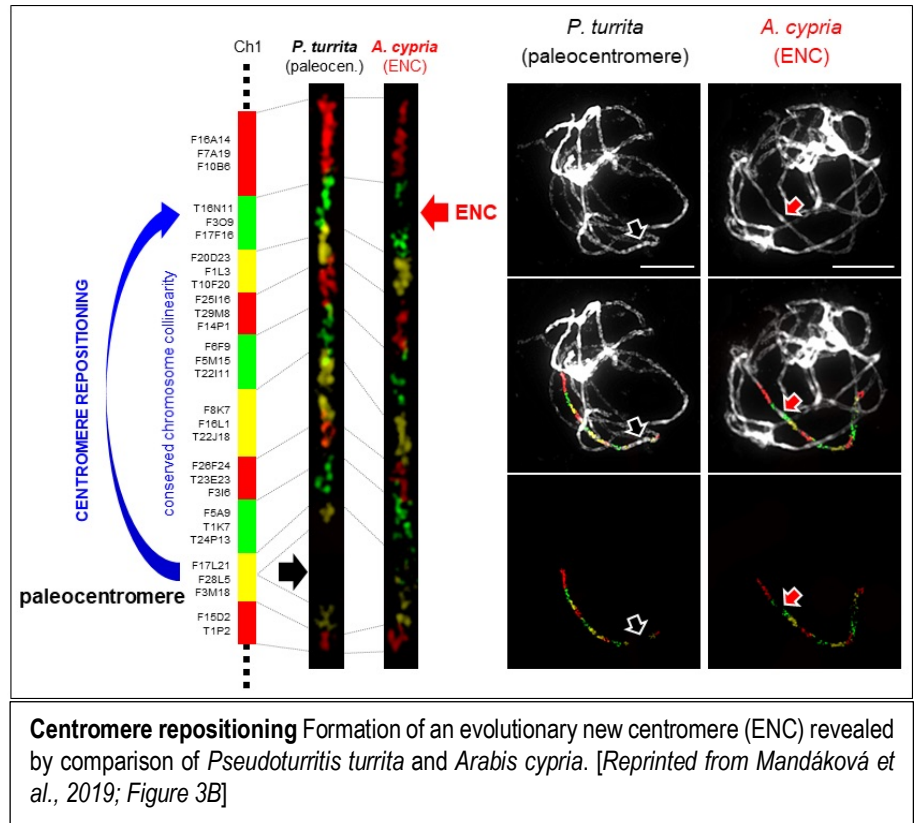 Ch1
P. turrita
(paleocen.)
A. cypria
(ENC)
P. turrita
(paleocentromere)
A. cypria
(ENC)
F16A14
F7A19
F10B6
T16N11
F3O9
F17F16
ENC
F20D23
F1L3
T10F20
F25I16
T29M8
F14P1
F6F9
F5M15
T22I11
F8K7
F16L1
T22J18
F26F24
T23E23
F3I6
F5A9
T1K7
T24P13
F17L21
F28L5
F3M18
F15D2
T1P2
CENTROMERE REPOSITIONING
conserved chromosome collinearity
paleocentromere
Centromere repositioning Formation of an evolutionary new centromere (ENC) revealed
by comparison of Pseudoturritis turrita and Arabis cypria. [Reprinted from Mandáková et
al., 2019; Figure 3B]